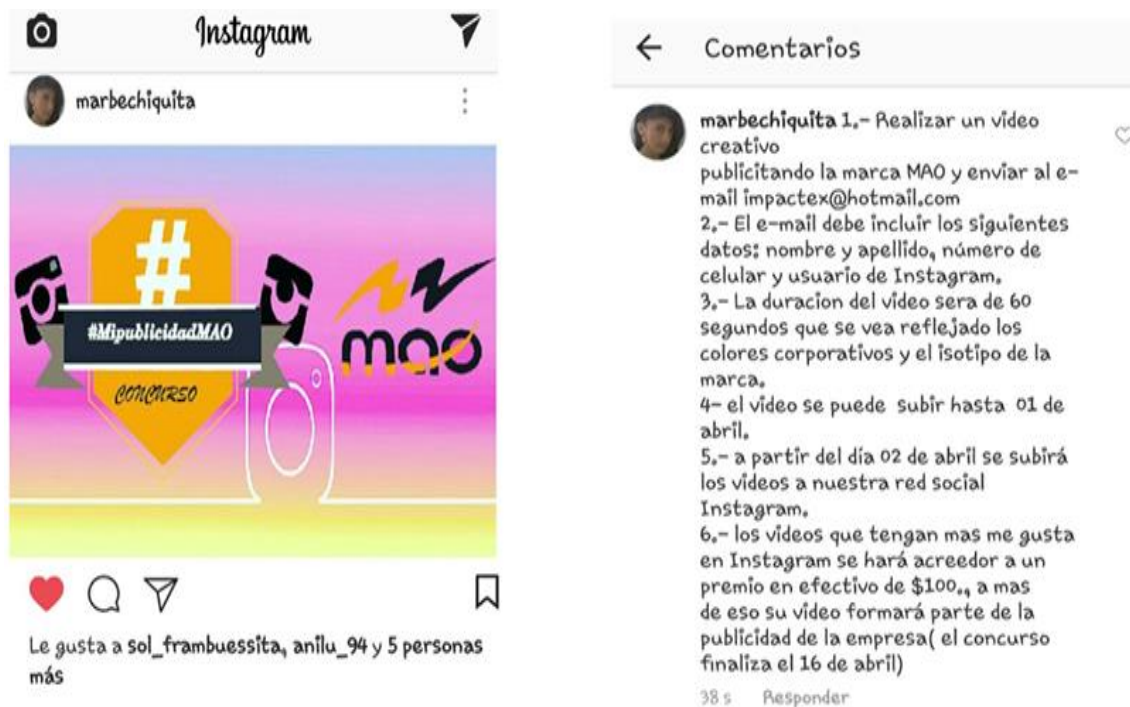 Instagram
marbechiquita
#
#MipublicidadMAO
CONCURSO
mao
Le gusta a sol_frambuessita, anilu_94 y 5 personas
más
Comentarios
marbechiquita 1.- Realizar un video
creativo
publicitando la marca MAO y enviar al e-
mail impactex@hotmail.com
2.- El e-mail debe incluir los siguientes
datos: nombre y apellido, número de
celular y usuario de Instagram.
3.- La duracion del video sera de 60
segundos que se vea reflejado los
colores corporativos y el isotipo de la
marca.
4- el video se puede subir hasta 01 de
abril.
5.- a partir del día 02 de abril se subirá
los videos a nuestra red social
Instagram.
6.- los videos que tengan mas me gusta
en Instagram se hará acreedor a un
premio en efectivo de $100., a mas
de eso su video formará parte de la
publicidad de la empresa( el concurso
finaliza el 16 de abril)
38 s Responder